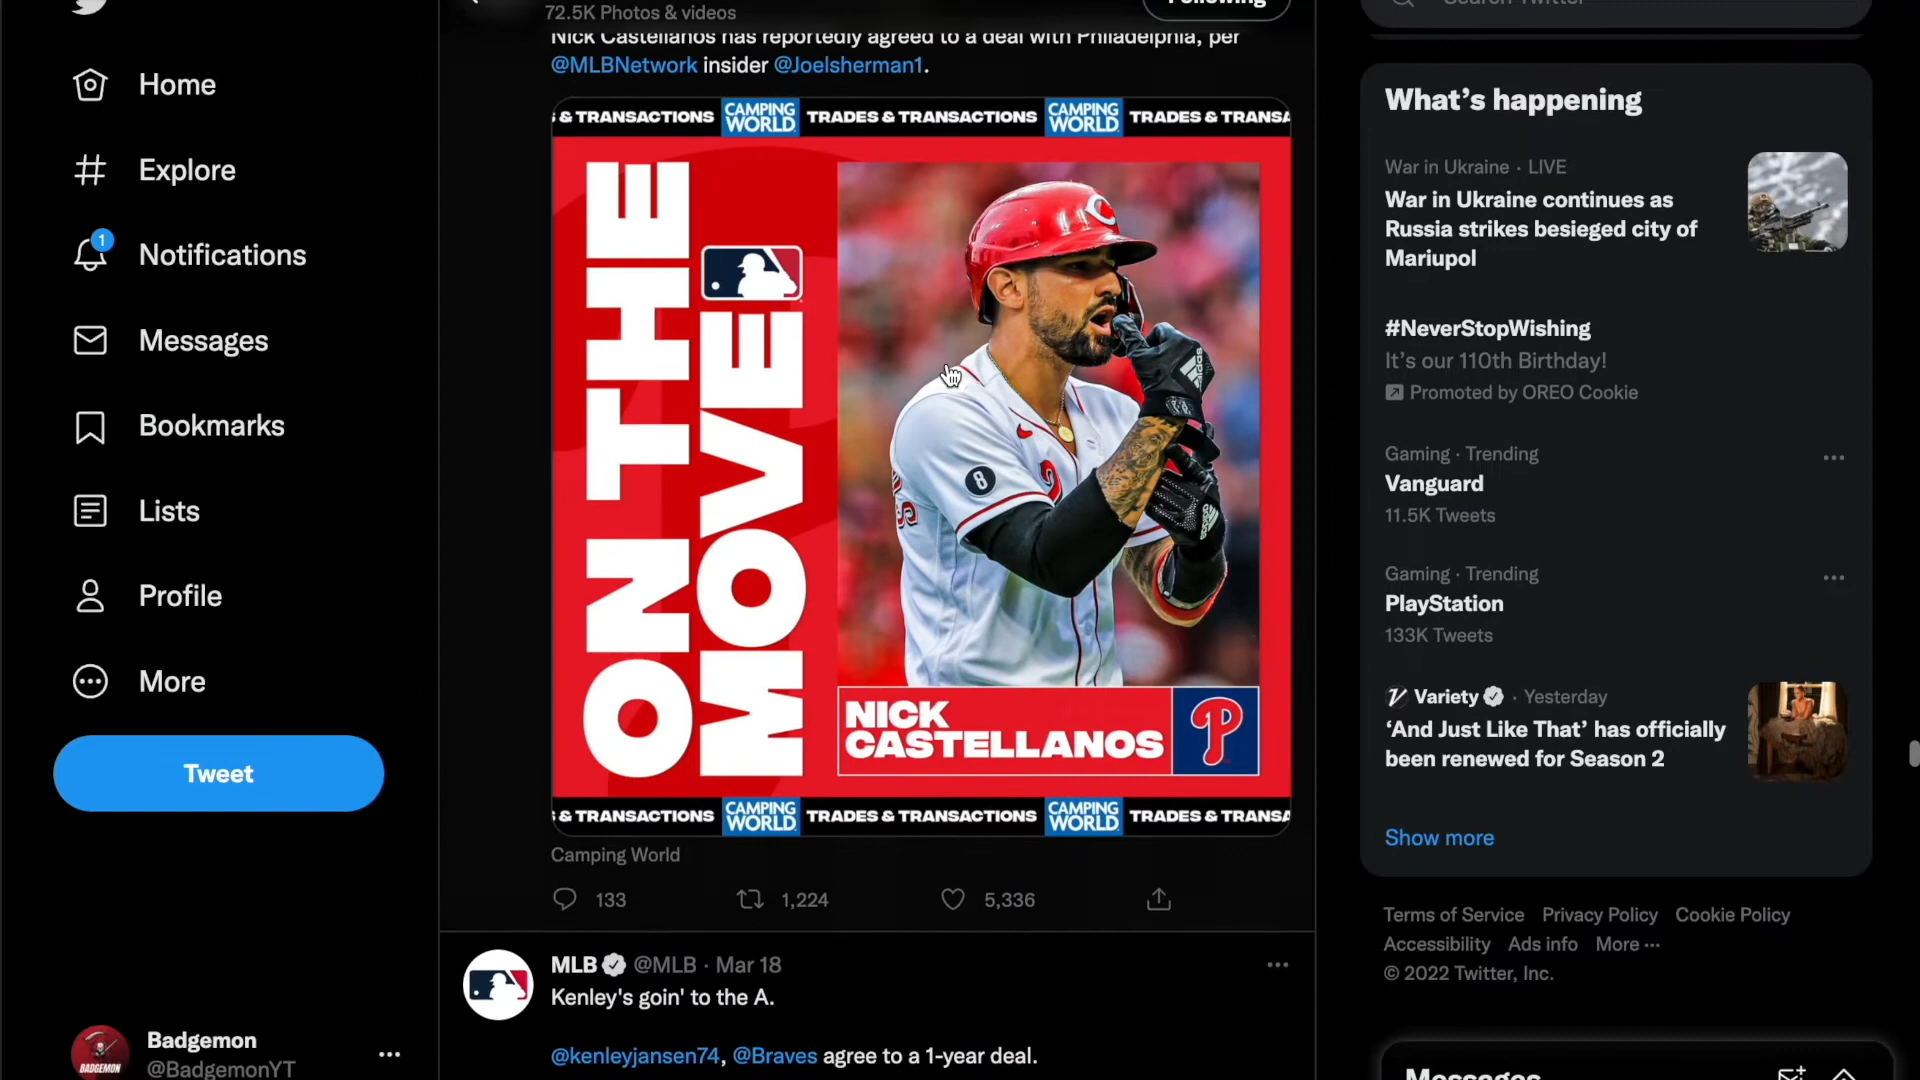 72.5K Photos & videos
Following
Search Twitter
Home
Explore
1
Notifications
Messages
Bookmarks
Lists
Profile
More
Tweet
Badgemon
@BadgemonYT
BADGEMON
Nick Castellanos has reportedly agreed to a deal with Philadelphia, per
@MLBNetwork insider @Joelsherman1.
& TRANSACTIONS CAMPING WORLD TRADES & TRANSACTIONS CAMPING WORLD TRADES & TRANSA
ON THE
MOVE
8
NICK
CASTELLANOS
P
& TRANSACTIONS CAMPING WORLD TRADES & TRANSACTIONS CAMPING WORLD TRADES & TRANSA
Camping World
133 1,224 5,336
MLB @MLB · Mar 18
Kenley's goin' to the A.
@kenleyjansen74, @Braves agree to a 1-year deal.
What's happening
War in Ukraine · LIVE
War in Ukraine continues as
Russia strikes besieged city of
Mariupol
#NeverStopWishing
It's our 110th Birthday!
Promoted by OREO Cookie
Gaming · Trending
Vanguard
11.5K Tweets
Gaming · Trending
PlayStation
133K Tweets
Variety · Yesterday
‘And Just Like That’ has officially
been renewed for Season 2
Show more
Terms of Service Privacy Policy Cookie Policy
Accessibility Ads info More ···
© 2022 Twitter, Inc.
Messages